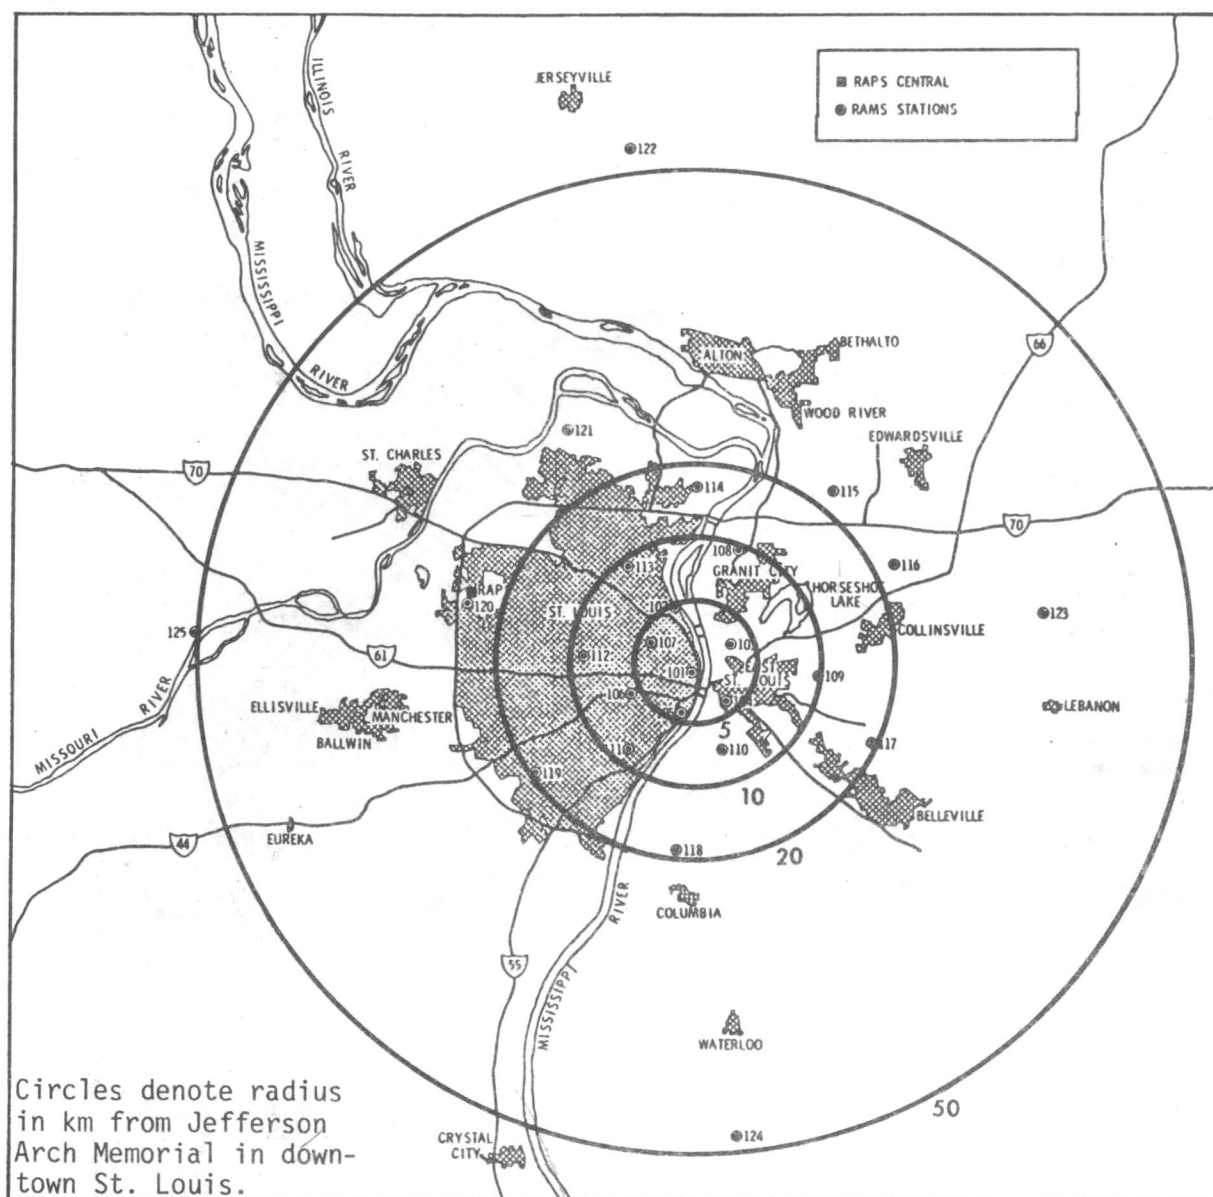 JERSEYVILLE
RAPS CENTRAL
RAMS STATIONS
ILLINOIS
RIVER
122
MISSISSIPPI
RIVER
ALTON
BETHALTO
66
WOOD RIVER
121
EDWARDSVILLE
ST. CHARLES
70
114
115
70
108
116
113
GRANIT CITY
HORSESHOE
LAKE
RAP
120
ST. LOUIS
123
125
107
COLLINSVILLE
61
112
101
EAST
ST. LOUIS
109
106
ELLISVILLE
MANCHESTER
BALLWIN
LEBANON
MISSOURI
RIVER
5
110
117
119
10
BELLEVILLE
EUREKA
44
118
20
COLUMBIA
RIVER
55
MISSISSIPPI
WATERLOO
50
124
CRYSTAL
CITY
Circles denote radius
in km from Jefferson
Arch Memorial in down-
town St. Louis.